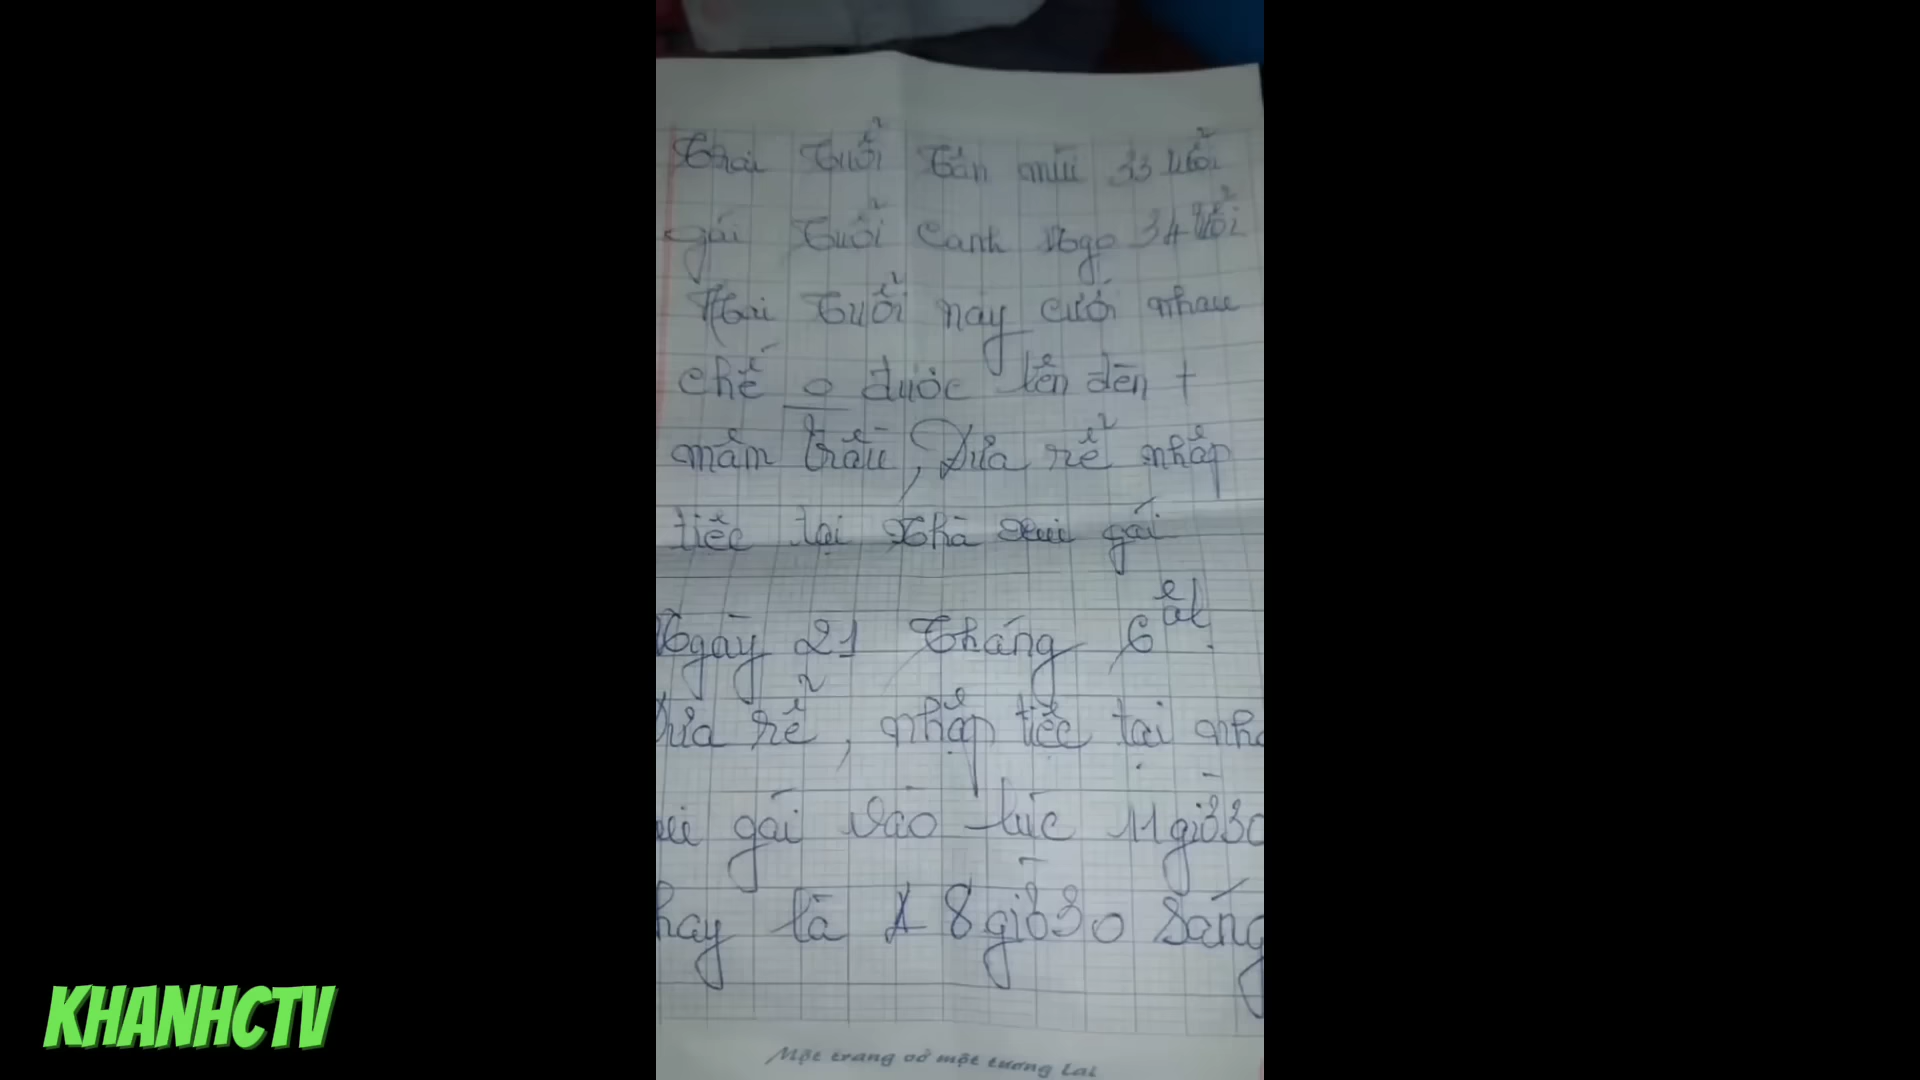 Trai tuổi Tân mùi 33 tuổi
gái tuổi canh Ngọ 34 tuổi
Hai tuổi này cưới nhau
chế o được lên đèn +
mâm trầu, Đưa rể nhập
tiệc tại Nhà xui gái
Ngày 21 Tháng 6 al.
Đưa rể, nhập tiệc tại nhà
gái vào lúc 11 giờ 30
hay là 8 giờ 30 Sáng
Một trang vở một tương lai
KHANHCTV